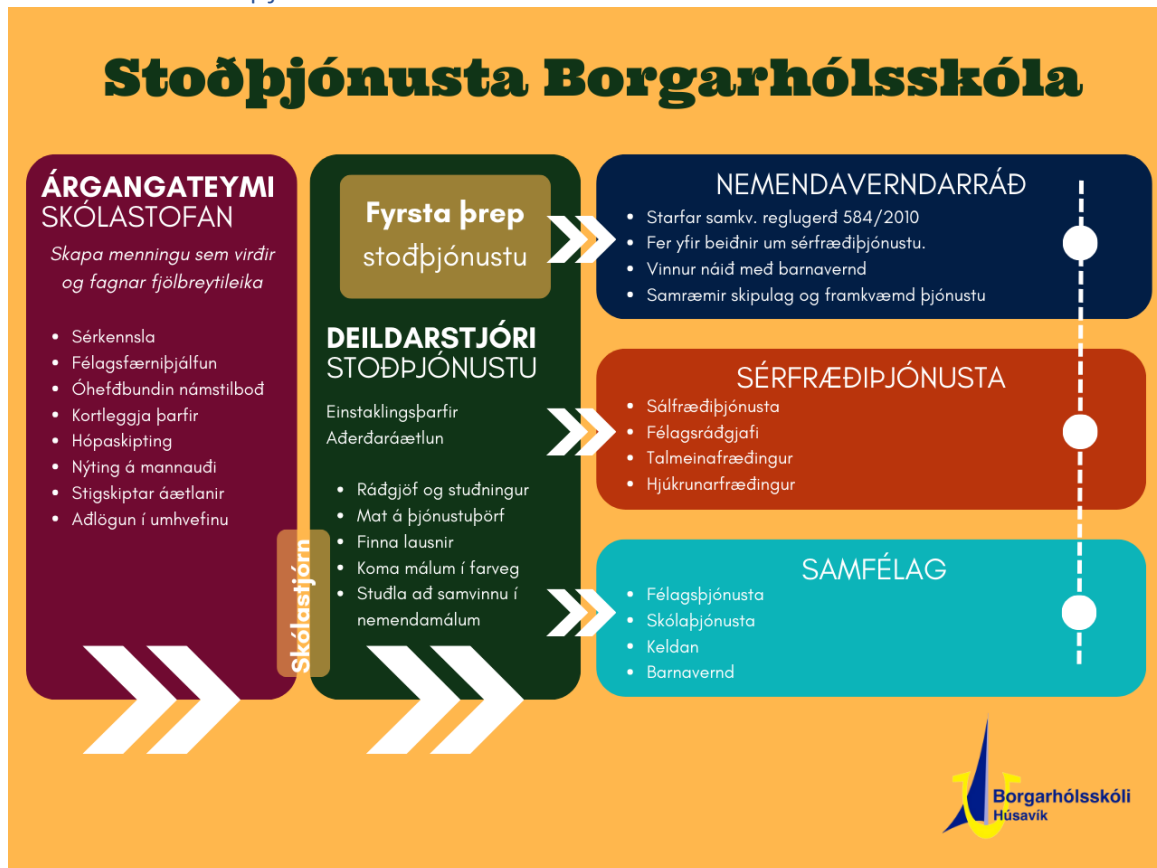 Stoðþjónusta Borgarhólsskóla
ÁRGANGATEYMI
SKÓLASTOFAN
Skapa menningu sem virðir
og fagnar fjölbreytileika
• Sérkennsla
• Félagsfærniþjálfun
• Óhefðbundin námstilboð
• Kortleggja þarfir
• Hópaskipting
• Nýting á mannauði
• Stigskiptar áætlanir
• Aðlögun í umhvefinu
Skólastjórn
Fyrsta þrep
stoðþjónustu
DEILDARSTJÓRI
STOÐÞJÓNUSTU
Einstaklingsþarfir
Aðerðaráætlun
• Ráðgjöf og stuðningur
• Mat á þjónustuþörf
• Finna lausnir
• Koma málum í farveg
• Stuðla að samvinnu í
nemendamálum
NEMENDAVERNDARRÁÐ
• Starfar samkv. reglugerð 584/2010
• Fer yfir beiðnir um sérfræðiþjónustu.
• Vinnur náið með barnavernd
• Samræmir skipulag og framkvæmd þjónustu
SÉRFRÆÐIÞJÓNUSTA
• Sálfræðiþjónusta
• Félagsráðgjafi
• Talmeinafræðingur
• Hjúkrunarfræðingur
SAMFÉLAG
• Félagsþjónusta
• Skólaþjónusta
• Keldan
• Barnavernd
Borgarhólsskóli
Húsavík